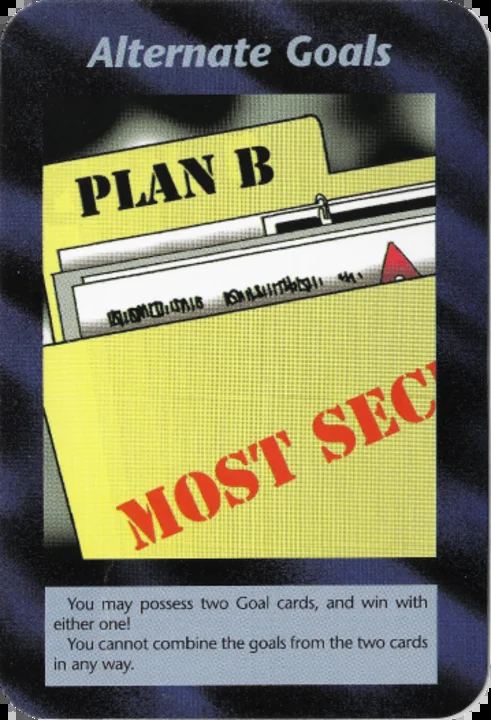 Alternate Goals
PLAN B
MOST SEC
You may possess two Goal cards, and win with
either one!
You cannot combine the goals from the two cards
in any way.